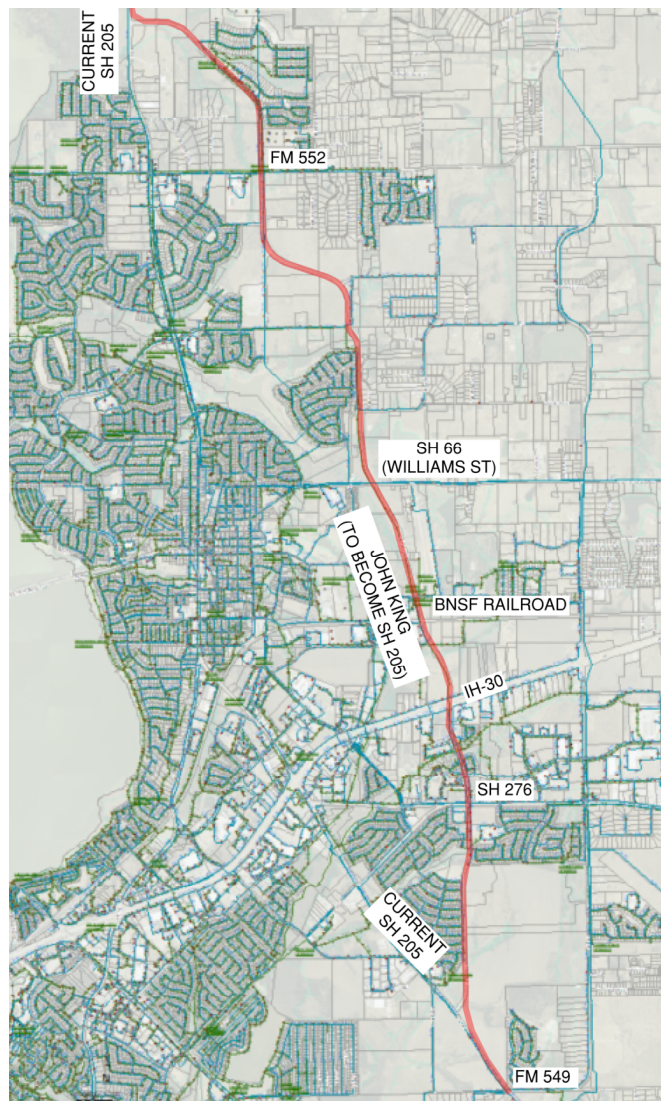 CURRENT
SH 205
FM 552
SH 66
(WILLIAMS ST)
JOHN KING
(TO BECOME SH 205)
BNSF RAILROAD
IH-30
SH 276
CURRENT
SH 205
FM 549